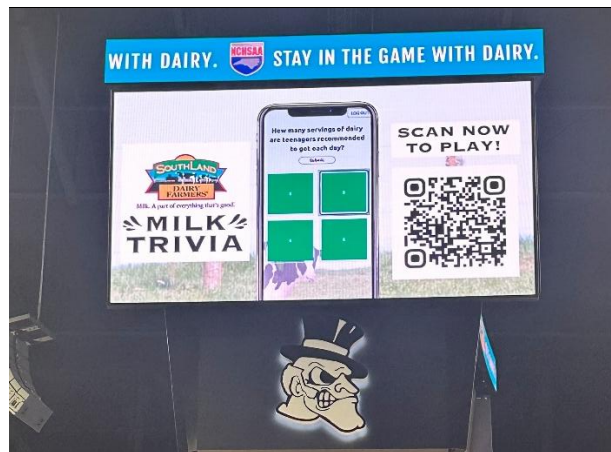 WITH DAIRY. NCHSAA STAY IN THE GAME WITH DAIRY.
SOUTHLAND
DAIRY
FARMERS
Milk. A part of everything that's good.
MILK
TRIVIA
How many servings of dairy
are teenagers recommended
to get each day?
Submit
SCAN NOW
TO PLAY!